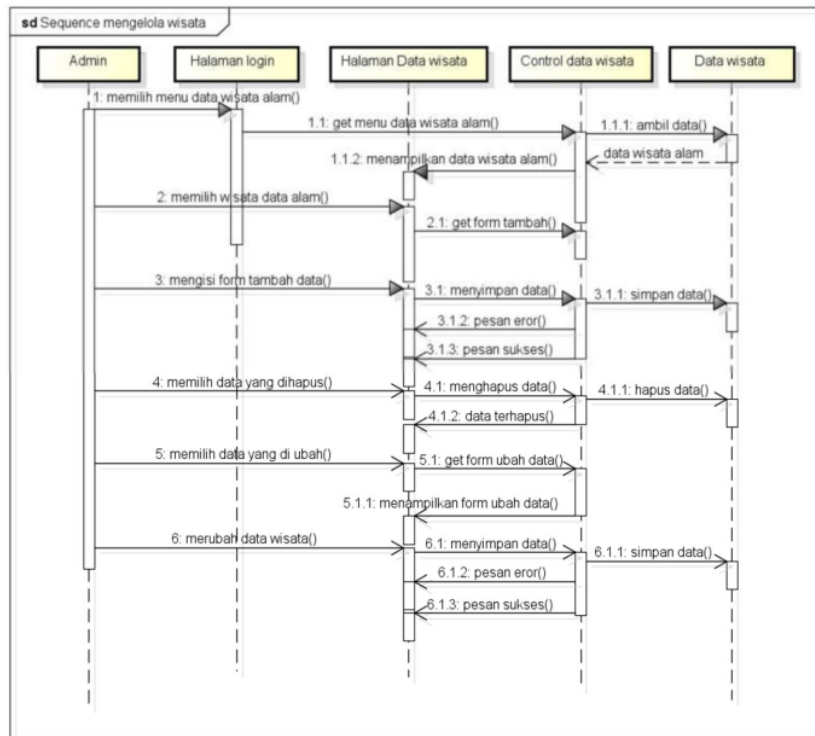 sd Sequence mengelola wisata
Admin
Halaman login
Halaman Data wisata
Control data wisata
Data wisata
1: memilih menu data wisata alam()
1.1: get menu data wisata alam()
1.1.1: ambil data()
data wisata alam
1.1.2: menampilkan data wisata alam()
2: memilih wisata data alam()
2.1: get form tambah()
3: mengisi form tambah data()
3.1: menyimpan data()
3.1.1: simpan data()
3.1.2: pesan eror()
3.1.3: pesan sukses()
4: memilih data yang dihapus()
4.1: menghapus data()
4.1.1: hapus data()
4.1.2: data terhapus()
5: memilih data yang di ubah()
5.1: get form ubah data()
5.1.1: menampilkan form ubah data()
6: merubah data wisata()
6.1: menyimpan data()
6.1.1: simpan data()
6.1.2: pesan eror()
6.1.3: pesan sukses()